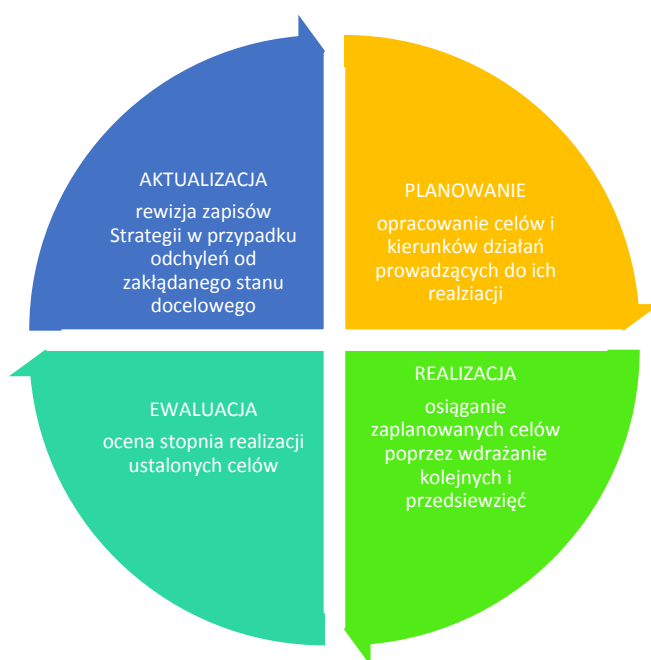 AKTUALIZACJA
rewizja zapisów
Strategii w przypadku
odchyleń od
zakłądanego stanu
docelowego
PLANOWANIE
opracowanie celów i
kierunków działań
prowadzących do ich
realziacji
EWALUACJA
ocena stopnia realizacji
ustalonych celów
REALIZACJA
osiąganie
zaplanowanych celów
poprzez wdrażanie
kolejnych i
przedsiewzięć